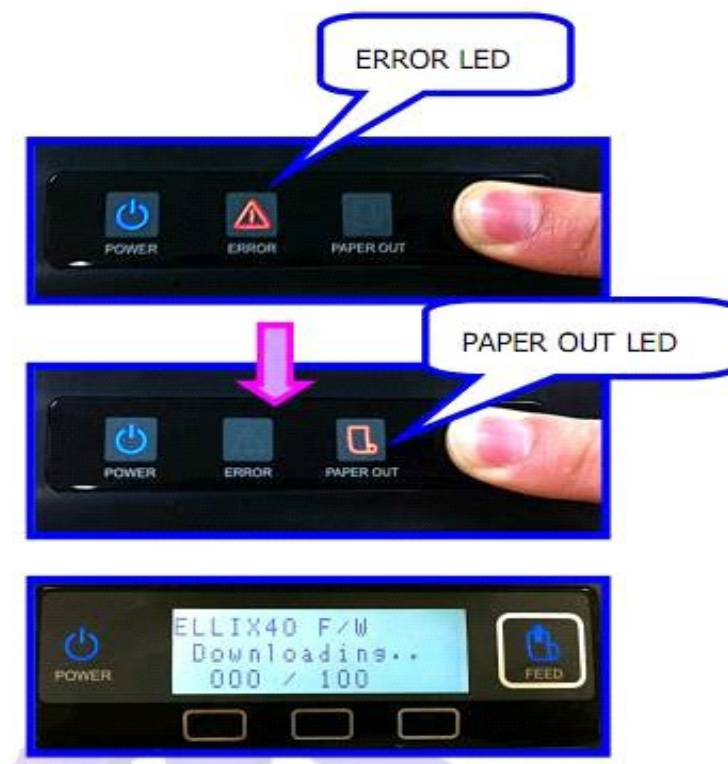 ERROR LED
POWER
ERROR
PAPER OUT
PAPER OUT LED
POWER
ERROR
PAPER OUT
ELLIX40 F/W
Downloading..
000 / 100
POWER
FEED